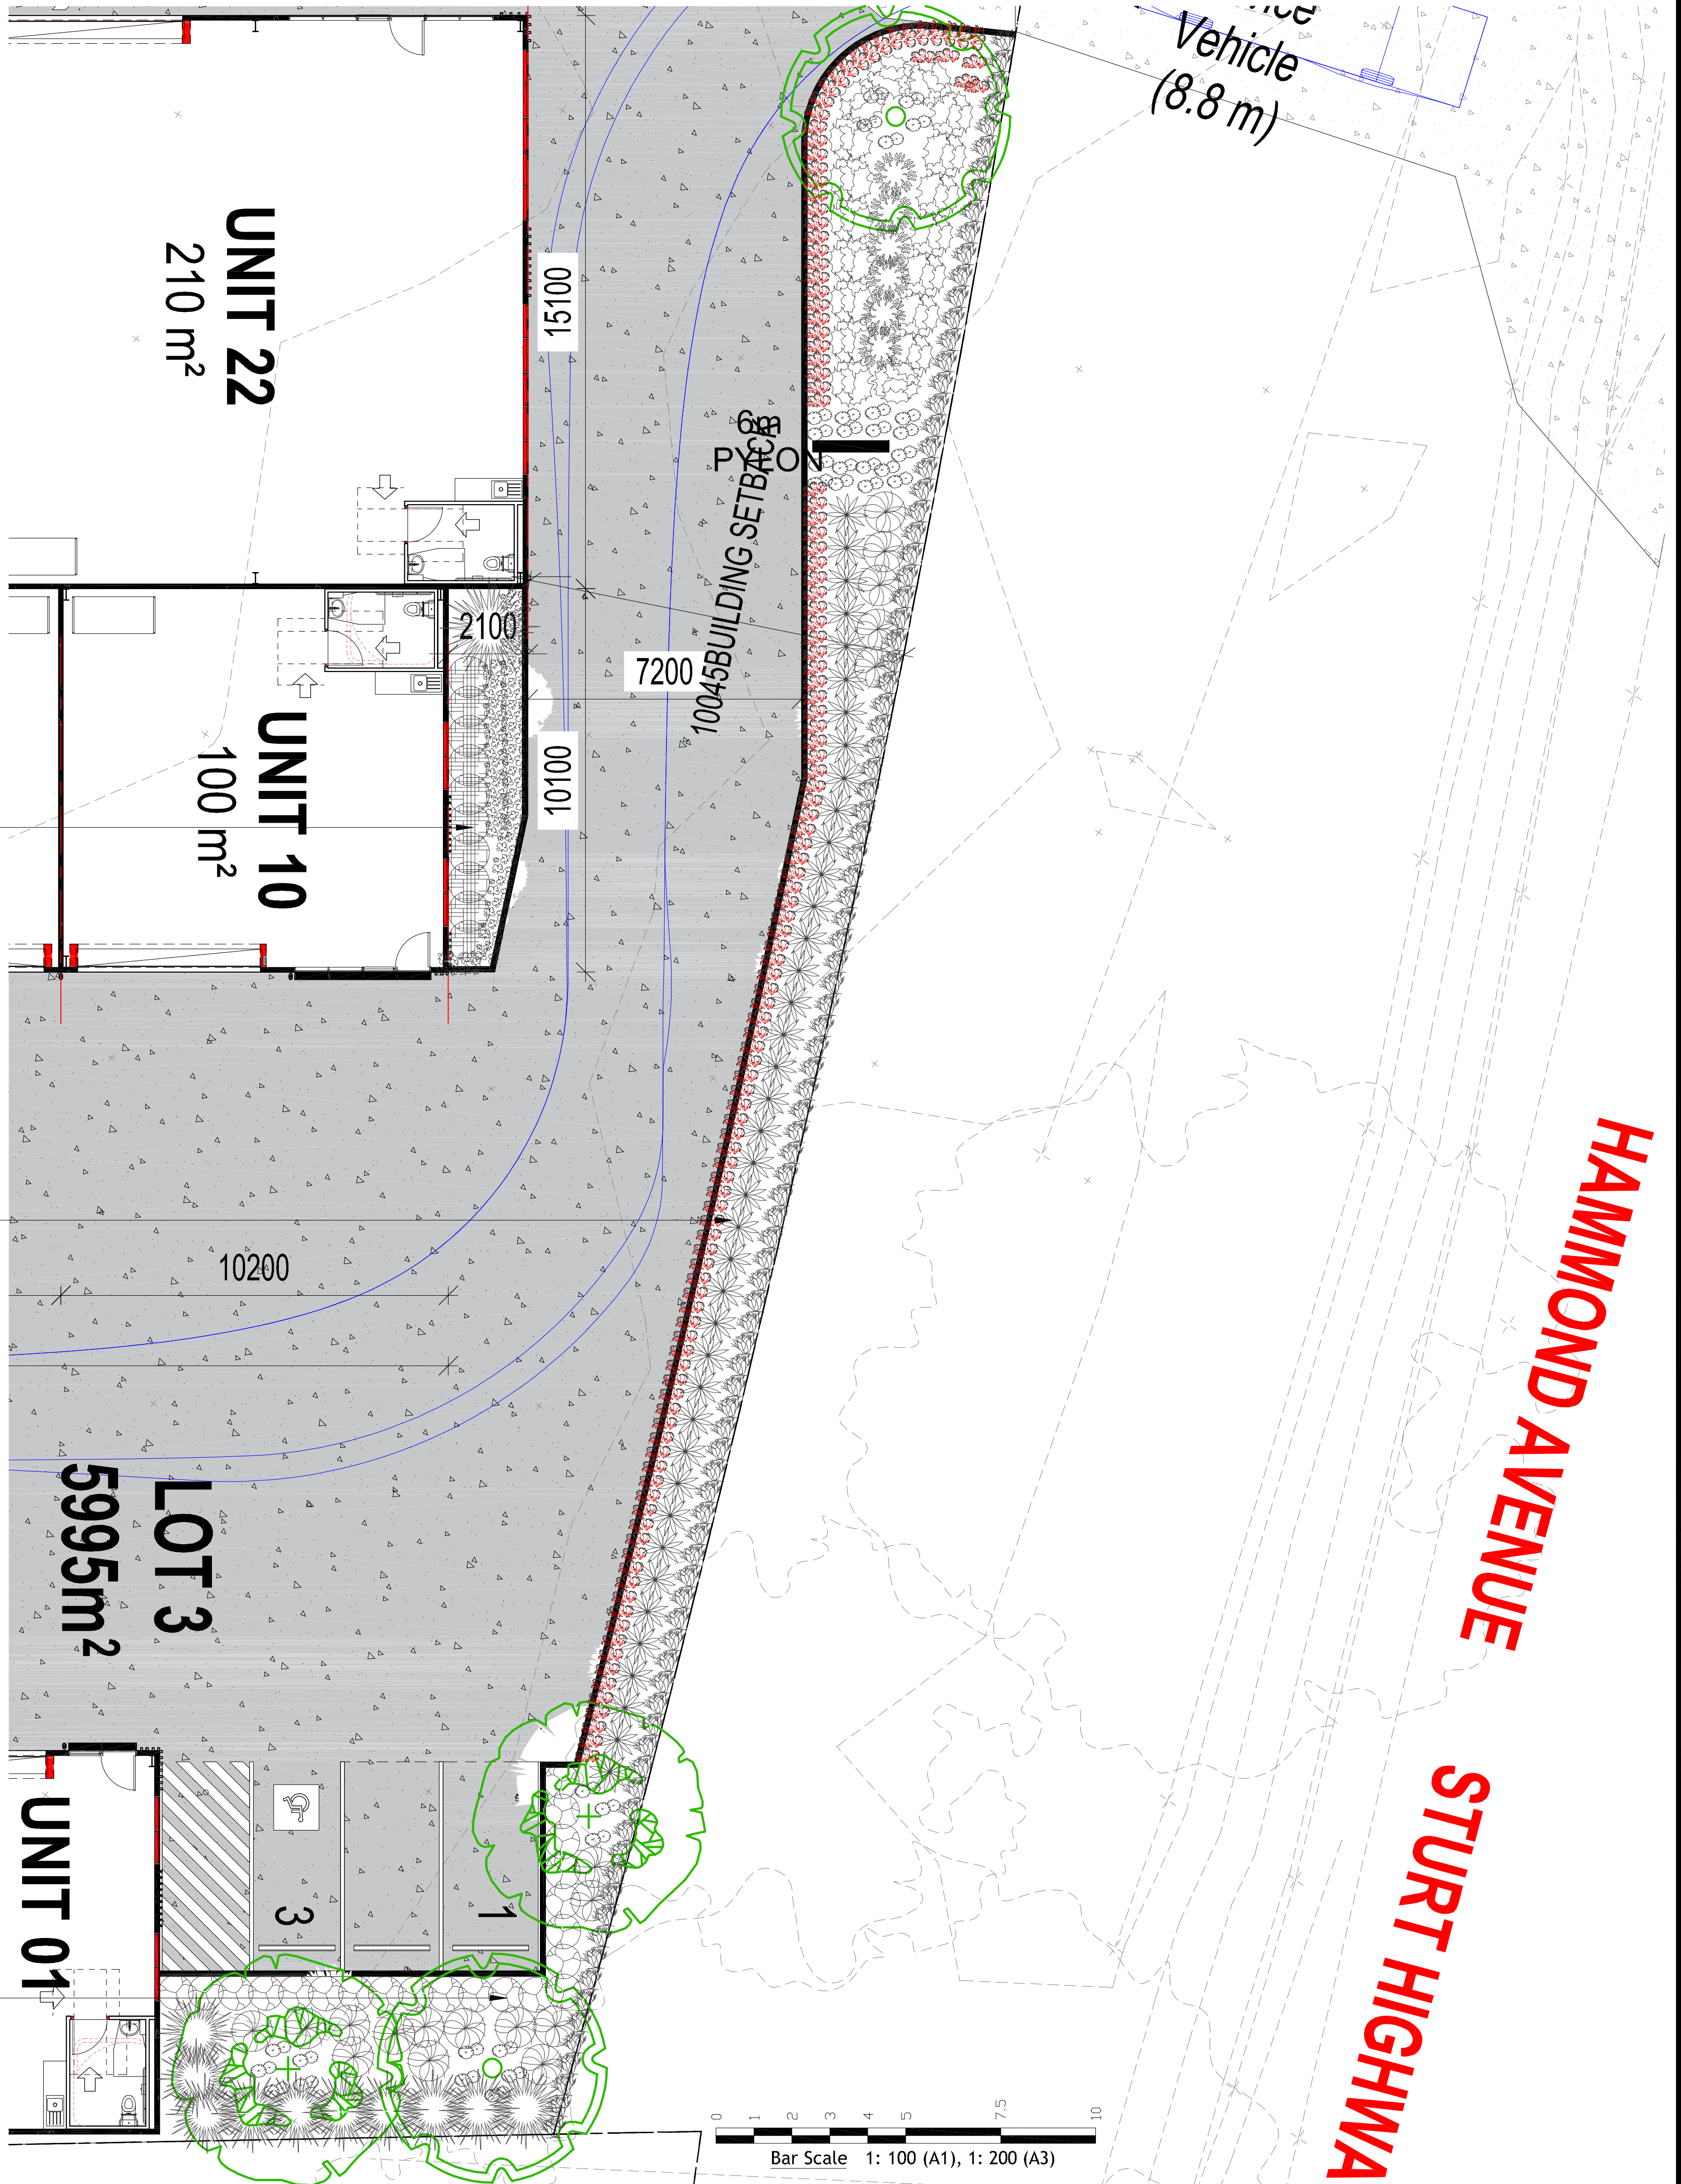 Vehicle
(8.8 m)
UNIT 22
210 m²
15100
6m
PYLON
10045BUILDING SETBACK
2100
7200
UNIT 10
100 m²
10100
10200
HAMMOND AVENUE
LOT 3
5995m²
STURT HIGHWA
UNIT 01
3
1
0 1 2 3 4 5 7.5 10
Bar Scale 1: 100 (A1), 1: 200 (A3)